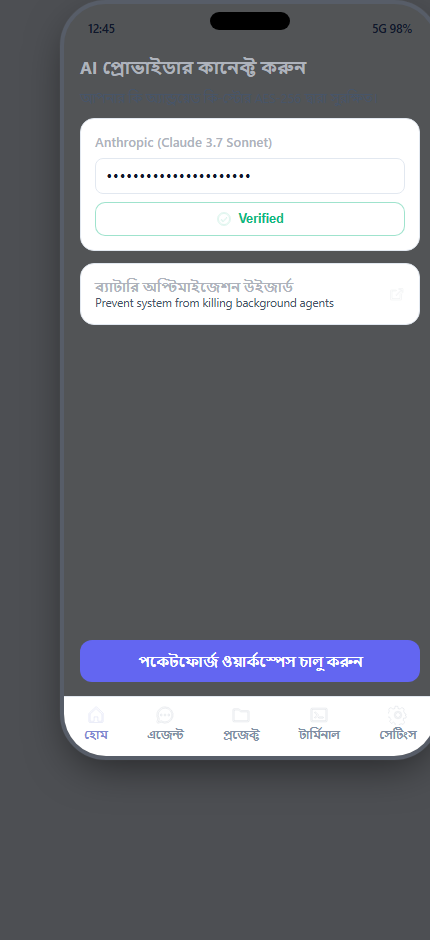 12:45
5G 98%
AI প্রোভাইডার কানেক্ট করুন
Anthropic (Claude 3.7 Sonnet)
Verified
ব্যাটারি অপ্টিমাইজেশন উইজার্ড
Prevent system from killing background agents
পকেটফোর্জ ওয়ার্কস্পেস চালু করুন
হোম
এজেন্ট
প্রজেক্ট
টার্মিনাল
সেটিংস